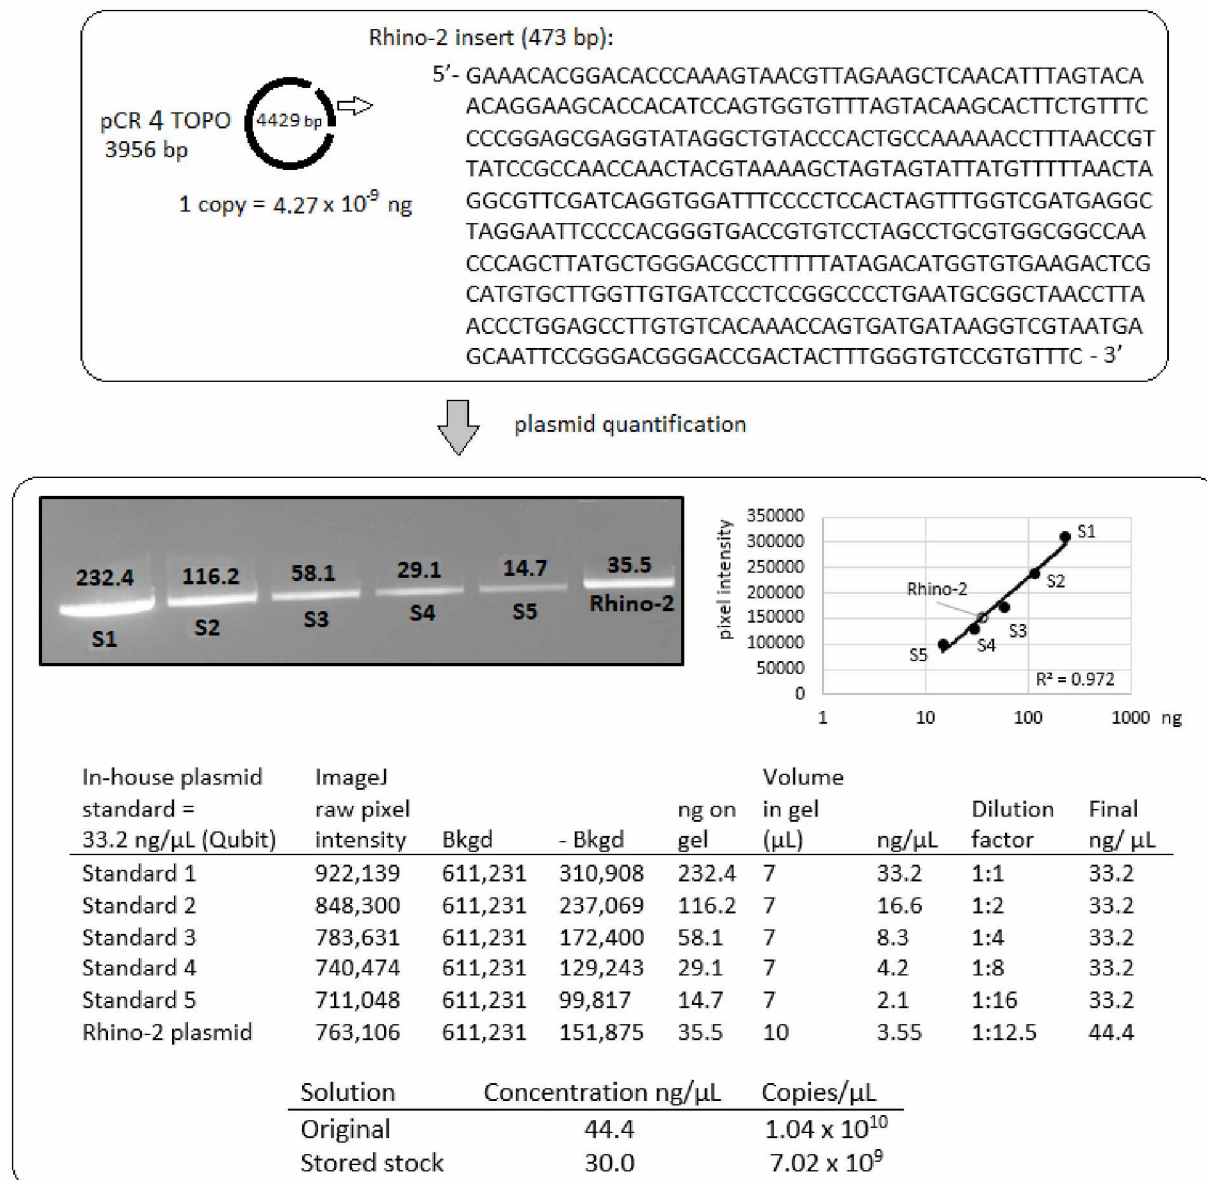 Rhino-2 insert (473 bp):
5’- GAAACACGGACACCCAAAGTAACGTTAGAAGCTCAACATTTAGTACA
ACAGGAAGCACCACATCCAGTGGTGTTTAGTACAAGCACTTCTGTTTC
CCCGGAGCGAGGTATAGGCTGTACCCACTGCCAAAAACCTTTAACCGT
TATCCGCCAACCAACTACGTAAAAGCTAGTAGTATTATGTTTTTAACTA
GGCGTTCGATCAGGTGGATTTCCCCTCCACTAGTTTGGTCGATGAGGC
TAGGAATTCCCCACGGGTGACCGTGTCCTAGCCTGCGTGGCGGCCAA
CCCAGCTTATGCTGGGACGCCTTTTTATAGACATGGTGTGAAGACTCG
CATGTGCTTGGTTGTGATCCCTCCGGCCCCTGAATGCGGCTAACCTTA
ACCCTGGAGCCTTGTGTCACAAACCAGTGATGATAAGGTCGTAATGA
GCAATTCCGGGACGGGACCGACTACTTTGGGTGTCCGTGTTTC - 3’
pCR 4 TOPO
3956 bp
4429 bp
1 copy = 4.27 x 10⁻⁹ ng
plasmid quantification
232.4 116.2 58.1 29.1 14.7 35.5
S1 S2 S3 S4 S5 Rhino-2
pixel intensity
350000
300000
250000
200000
150000
100000
50000
0
S1
S2
Rhino-2
S3
S4
S5
R² = 0.972
1 10 100 1000 ng
In-house plasmid ImageJ Volume
standard = raw pixel ng on in gel Dilution Final
33.2 ng/µL (Qubit) intensity Bkgd - Bkgd gel (µL) ng/µL factor ng/ µL
Standard 1 922,139 611,231 310,908 232.4 7 33.2 1:1 33.2
Standard 2 848,300 611,231 237,069 116.2 7 16.6 1:2 33.2
Standard 3 783,631 611,231 172,400 58.1 7 8.3 1:4 33.2
Standard 4 740,474 611,231 129,243 29.1 7 4.2 1:8 33.2
Standard 5 711,048 611,231 99,817 14.7 7 2.1 1:16 33.2
Rhino-2 plasmid 763,106 611,231 151,875 35.5 10 3.55 1:12.5 44.4
Solution Concentration ng/µL Copies/µL
Original 44.4 1.04 x 10¹⁰
Stored stock 30.0 7.02 x 10⁹